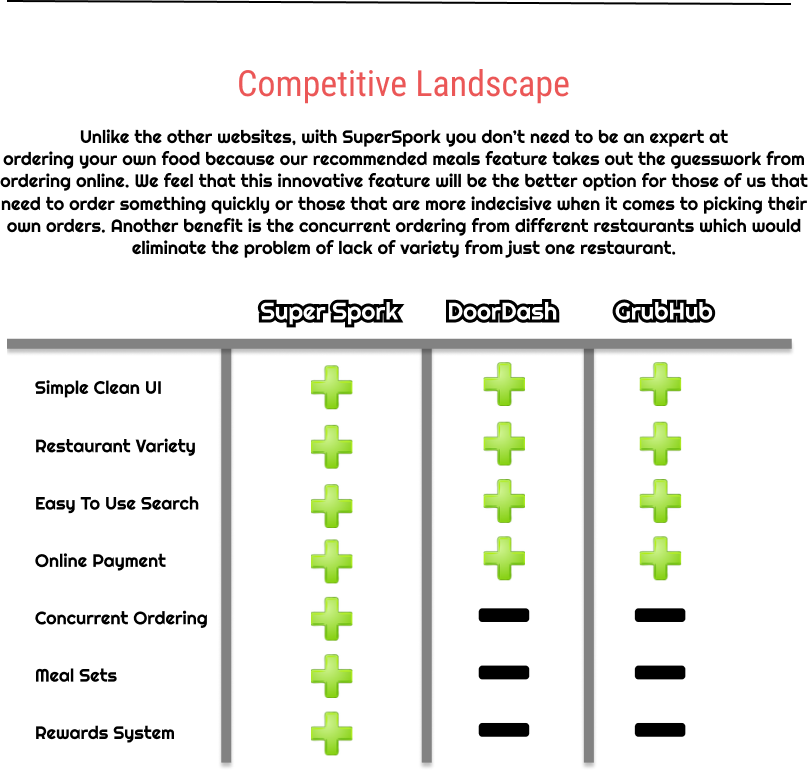 Competitive Landscape
Unlike the other websites, with SuperSpork you don't need to be an expert at
ordering your own food because our recommended meals feature takes out the guesswork from
ordering online. We feel that this innovative feature will be the better option for those of us that
need to order something quickly or those that are more indecisive when it comes to picking their
own orders. Another benefit is the concurrent ordering from different restaurants which would
eliminate the problem of lack of variety from just one restaurant.
Super Spork DoorDash GrubHub
Simple Clean UI
Restaurant Variety
Easy To Use Search
Online Payment
Concurrent Ordering
Meal Sets
Rewards System